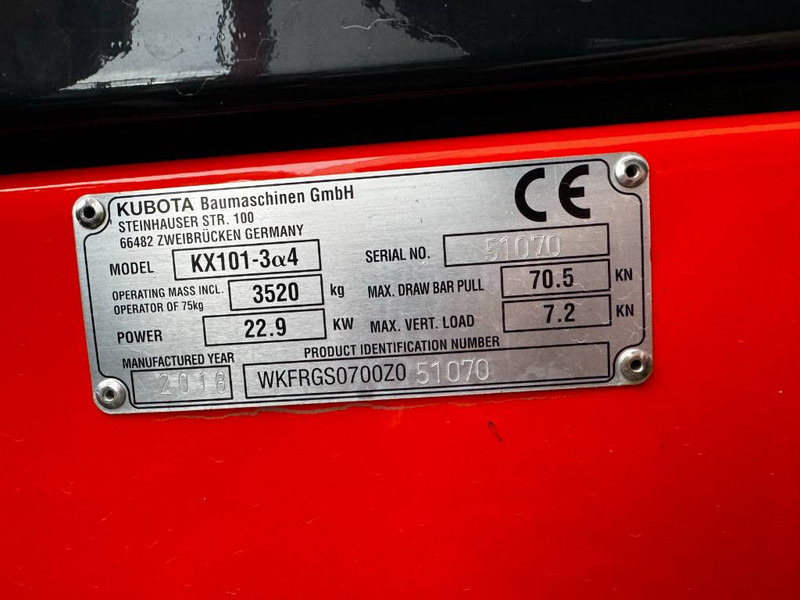 KUBOTA Baumaschinen GmbH
STEINHAUSER STR. 100
66482 ZWEIBRÜCKEN GERMANY
CE
MODEL KX101-3α4
SERIAL NO. 51070
OPERATING MASS INCL. OPERATOR OF 75kg 3520 kg
MAX. DRAW BAR PULL 70.5 KN
POWER 22.9 KW
MAX. VERT. LOAD 7.2 KN
MANUFACTURED YEAR 2018
PRODUCT IDENTIFICATION NUMBER
WKFRGS0700Z0 51070